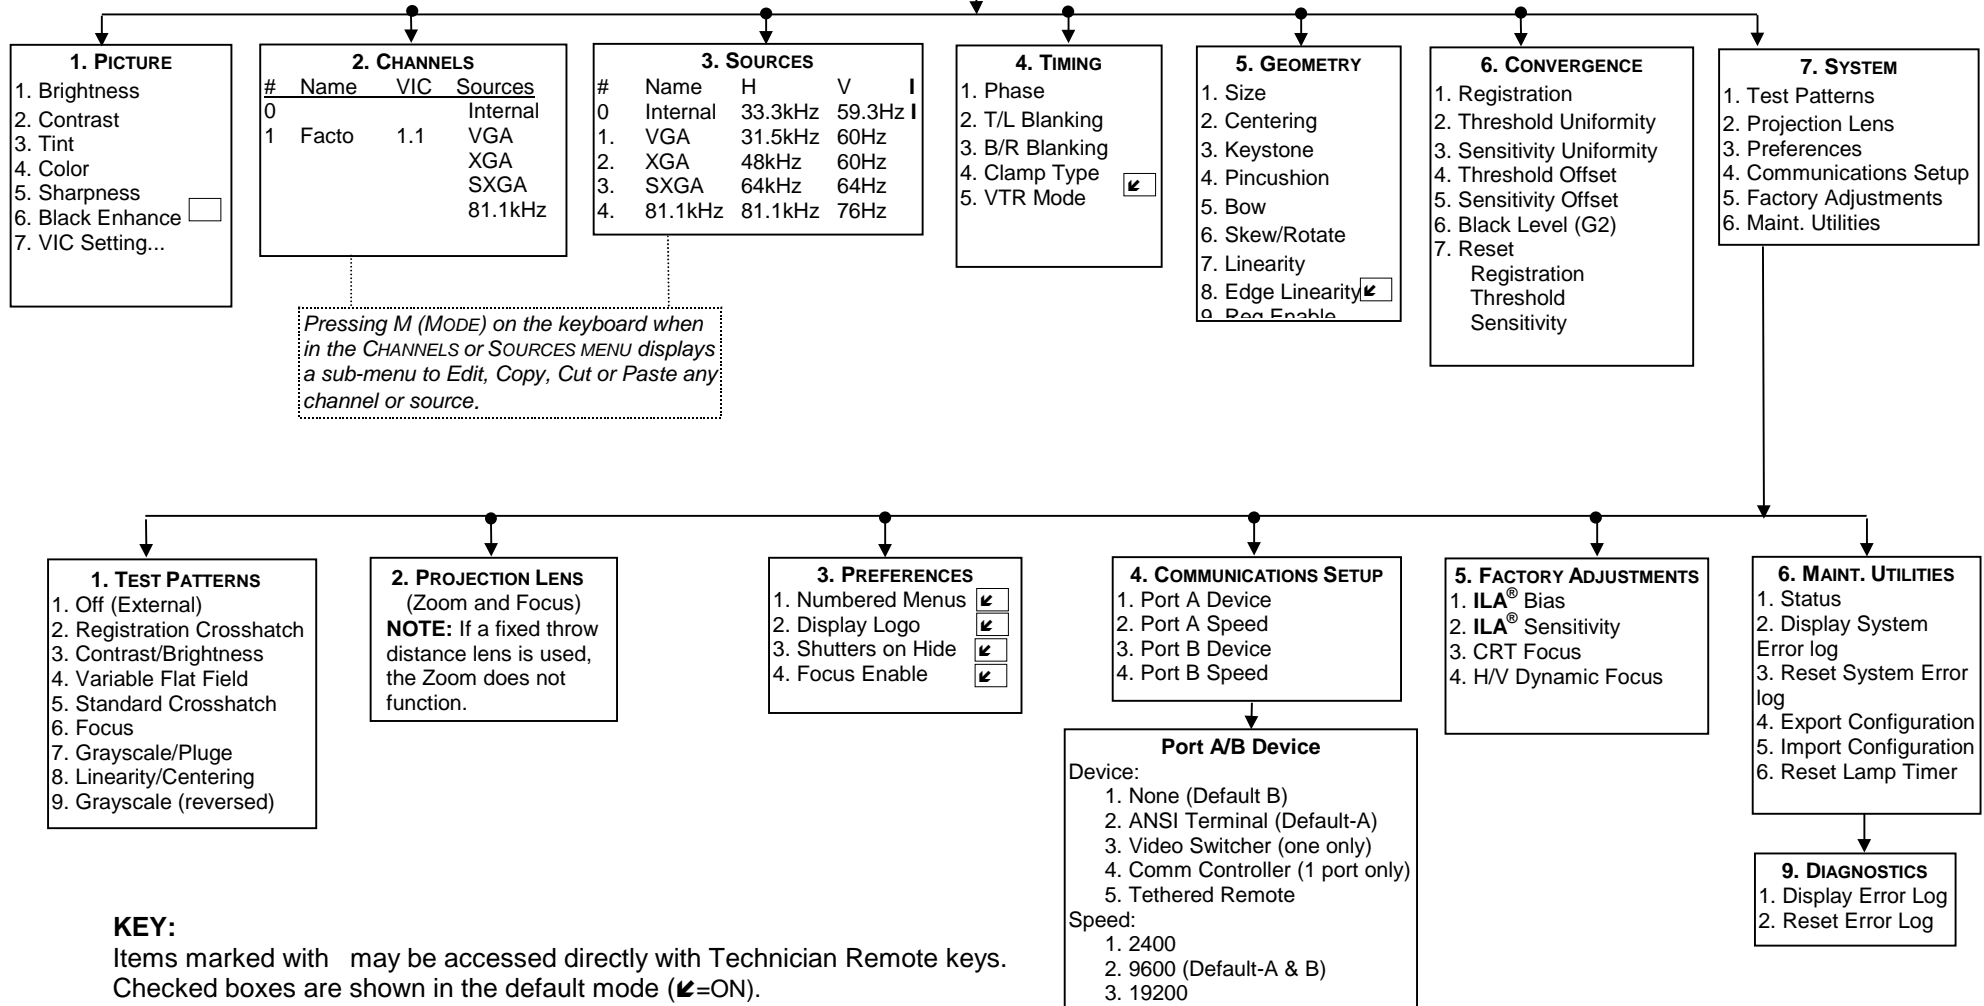 1. PICTURE
1. Brightness
2. Contrast
3. Tint
4. Color
5. Sharpness
6. Black Enhance
7. VIC Setting...
2. CHANNELS
# Name VIC Sources
0 Internal
1 Facto 1.1 VGA
XGA
SXGA
81.1kHz
3. SOURCES
# Name H V I
0 Internal 33.3kHz 59.3Hz I
1. VGA 31.5kHz 60Hz
2. XGA 48kHz 60Hz
3. SXGA 64kHz 64Hz
4. 81.1kHz 81.1kHz 76Hz
Pressing M (MODE) on the keyboard when
in the CHANNELS or SOURCES MENU displays
a sub-menu to Edit, Copy, Cut or Paste any
channel or source.
4. TIMING
1. Phase
2. T/L Blanking
3. B/R Blanking
4. Clamp Type
5. VTR Mode
5. GEOMETRY
1. Size
2. Centering
3. Keystone
4. Pincushion
5. Bow
6. Skew/Rotate
7. Linearity
8. Edge Linearity
9. Reg Enable
6. CONVERGENCE
1. Registration
2. Threshold Uniformity
3. Sensitivity Uniformity
4. Threshold Offset
5. Sensitivity Offset
6. Black Level (G2)
7. Reset
Registration
Threshold
Sensitivity
7. SYSTEM
1. Test Patterns
2. Projection Lens
3. Preferences
4. Communications Setup
5. Factory Adjustments
6. Maint. Utilities
1. TEST PATTERNS
1. Off (External)
2. Registration Crosshatch
3. Contrast/Brightness
4. Variable Flat Field
5. Standard Crosshatch
6. Focus
7. Grayscale/Pluge
8. Linearity/Centering
9. Grayscale (reversed)
2. PROJECTION LENS
(Zoom and Focus)
NOTE: If a fixed throw
distance lens is used,
the Zoom does not
function.
3. PREFERENCES
1. Numbered Menus
2. Display Logo
3. Shutters on Hide
4. Focus Enable
4. COMMUNICATIONS SETUP
1. Port A Device
2. Port A Speed
3. Port B Device
4. Port B Speed
Port A/B Device
Device:
1. None (Default B)
2. ANSI Terminal (Default-A)
3. Video Switcher (one only)
4. Comm Controller (1 port only)
5. Tethered Remote
Speed:
1. 2400
2. 9600 (Default-A & B)
3. 19200
5. FACTORY ADJUSTMENTS
1. ILA® Bias
2. ILA® Sensitivity
3. CRT Focus
4. H/V Dynamic Focus
6. MAINT. UTILITIES
1. Status
2. Display System
Error log
3. Reset System Error
log
4. Export Configuration
5. Import Configuration
6. Reset Lamp Timer
9. DIAGNOSTICS
1. Display Error Log
2. Reset Error Log
KEY:
Items marked with may be accessed directly with Technician Remote keys.
Checked boxes are shown in the default mode (🗹=ON).